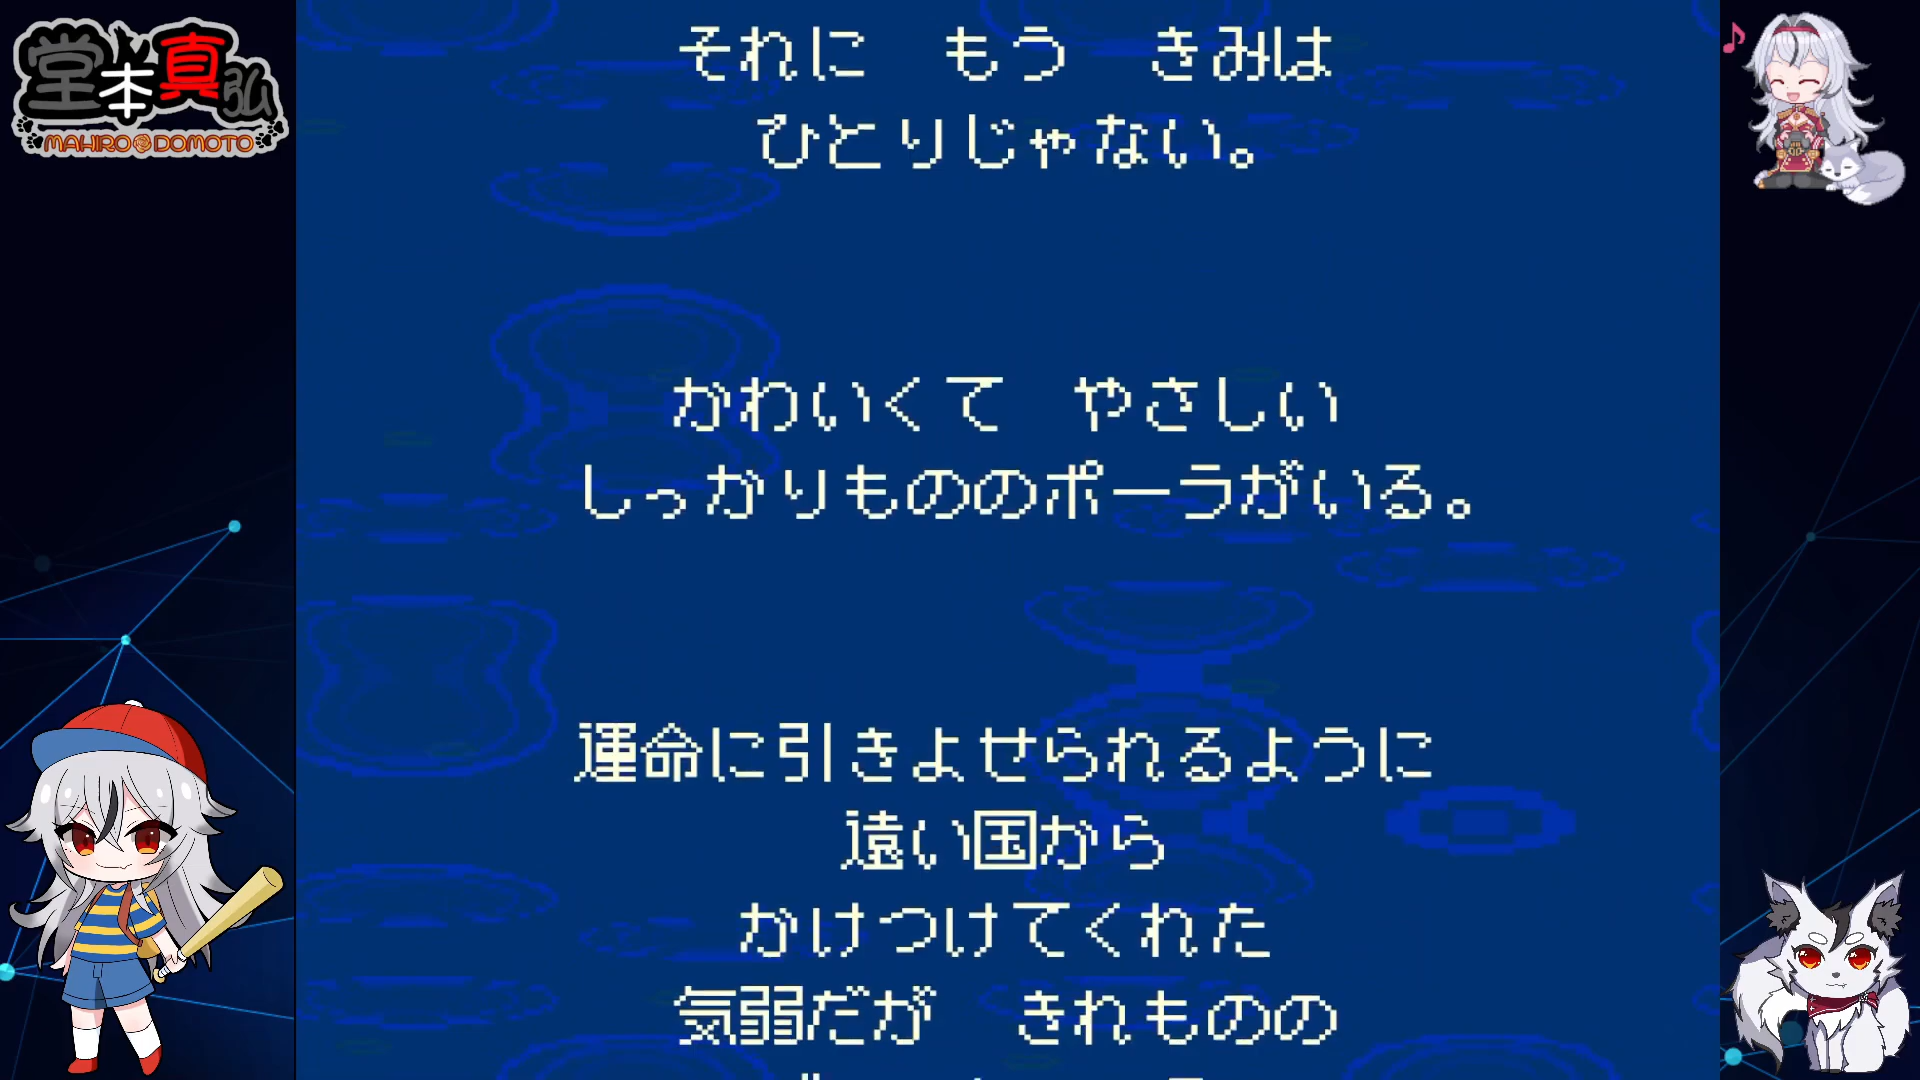 堂本真弘
MAHIRO DOMOTO
それに　もう　きみは
ひとりじゃない。
かわいくて　やさしい
しっかりもののポーラがいる。
運命に引きよせられるように
遠い国から
かけつけてくれた
気弱だが　きれものの